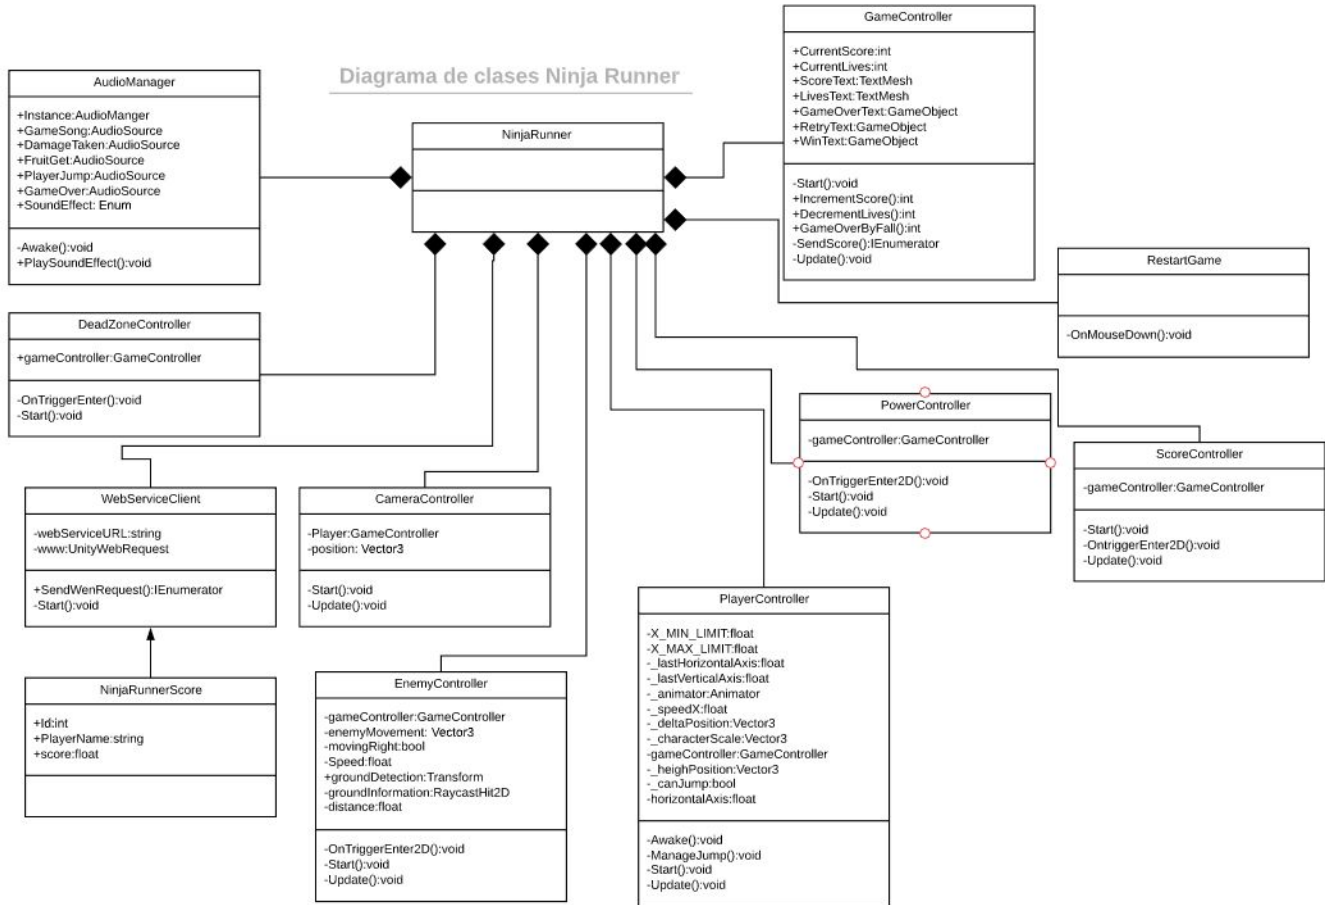 Diagrama de clases Ninja Runner
AudioManager
+Instance:AudioManger
+GameSong:AudioSource
+DamageTaken:AudioSource
+FruitGet:AudioSource
+PlayerJump:AudioSource
+GameOver:AudioSource
+SoundEffect: Enum
-Awake():void
+PlaySoundEffect():void
NinjaRunner
GameController
+CurrentScore:int
+CurrentLives:int
+ScoreText:TextMesh
+LivesText:TextMesh
+GameOverText:GameObject
+RetryText:GameObject
+WinText:GameObject
-Start():void
+IncrementScore():int
+DecrementLives():int
+GameOverByFall():int
-SendScore():IEnumerator
-Update():void
RestartGame
-OnMouseDown():void
DeadZoneController
+gameController:GameController
-OnTriggerEnter():void
-Start():void
PowerController
-gameController:GameController
-OnTriggerEnter2D():void
-Start():void
-Update():void
ScoreController
-gameController:GameController
-Start():void
-OntriggerEnter2D():void
-Update():void
WebServiceClient
-webServiceURL:string
-www:UnityWebRequest
+SendWenRequest():IEnumerator
-Start():void
CameraController
-Player:GameController
-position: Vector3
-Start():void
-Update():void
PlayerController
-X_MIN_LIMIT:float
-X_MAX_LIMIT:float
-_lastHorizontalAxis:float
-_lastVerticalAxis:float
-_animator:Animator
-_speedX:float
-_deltaPosition:Vector3
-_characterScale:Vector3
-gameController:GameController
-_heighPosition:Vector3
-_canJump:bool
-horizontalAxis:float
-Awake():void
-ManageJump():void
-Start():void
-Update():void
NinjaRunnerScore
+Id:int
+PlayerName:string
+score:float
EnemyController
-gameController:GameController
-enemyMovement: Vector3
-movingRight:bool
-Speed:float
+groundDetection:Transform
-groundInformation:RaycastHit2D
-distance:float
-OnTriggerEnter2D():void
-Start():void
-Update():void